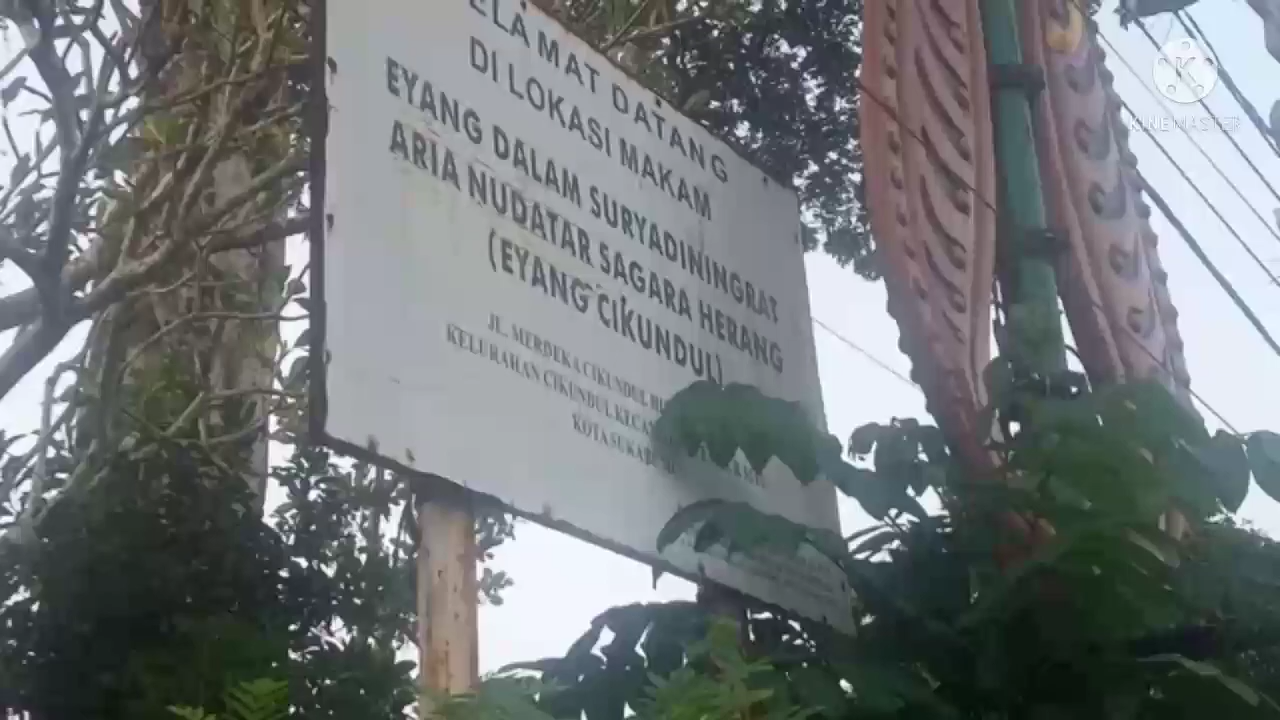 ELAMAT DATANG
DI LOKASI MAKAM
EYANG DALAM SURYADININGRAT
ARIA NUDATAR SAGARA HERANG
(EYANG CIKUNDUL)
JL. MERDEKA CIKUNDUL
KELURAHAN CIKUNDUL
KOTA
KINEMASTER